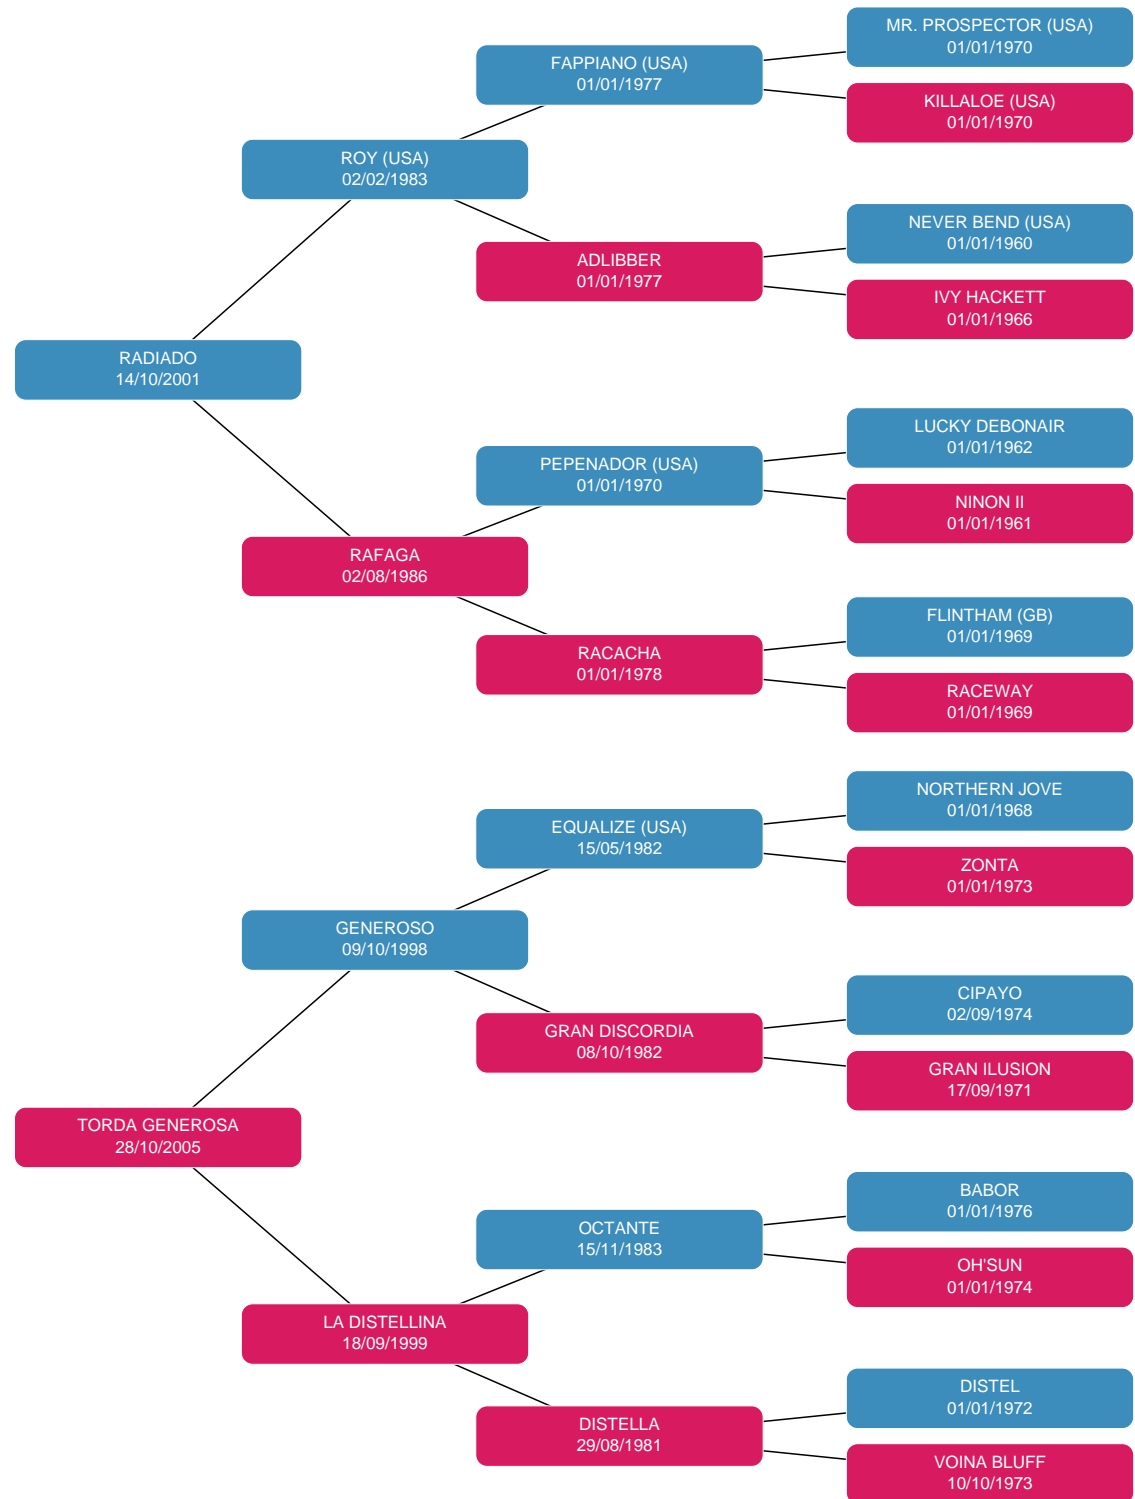 MR. PROSPECTOR (USA)
01/01/1970
FAPPIANO (USA)
01/01/1977
KILLALOE (USA)
01/01/1970
ROY (USA)
02/02/1983
NEVER BEND (USA)
01/01/1960
ADLIBBER
01/01/1977
IVY HACKETT
01/01/1966
RADIADO
14/10/2001
LUCKY DEBONAIR
01/01/1962
PEPENADOR (USA)
01/01/1970
NINON II
01/01/1961
RAFAGA
02/08/1986
FLINTHAM (GB)
01/01/1969
RACACHA
01/01/1978
RACEWAY
01/01/1969
NORTHERN JOVE
01/01/1968
EQUALIZE (USA)
15/05/1982
ZONTA
01/01/1973
GENEROSO
09/10/1998
CIPAYO
02/09/1974
GRAN DISCORDIA
08/10/1982
GRAN ILUSION
17/09/1971
TORDA GENEROSA
28/10/2005
BABOR
01/01/1976
OCTANTE
15/11/1983
OH'SUN
01/01/1974
LA DISTELLINA
18/09/1999
DISTEL
01/01/1972
DISTELLA
29/08/1981
VOINA BLUFF
10/10/1973